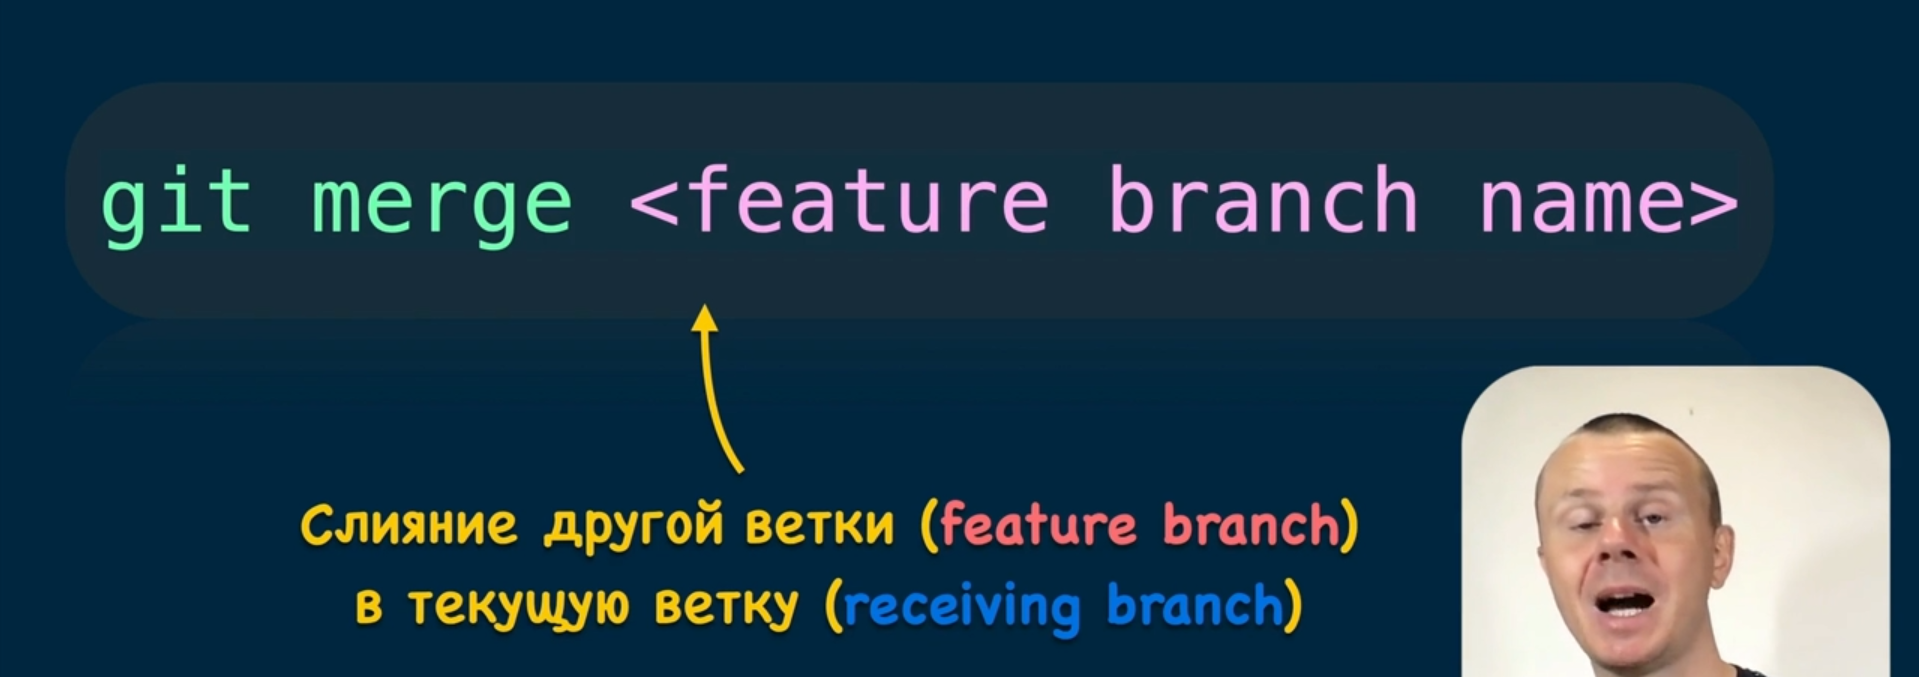 git merge <feature branch name>
Слияние другой ветки (feature branch)
в текущую ветку (receiving branch)